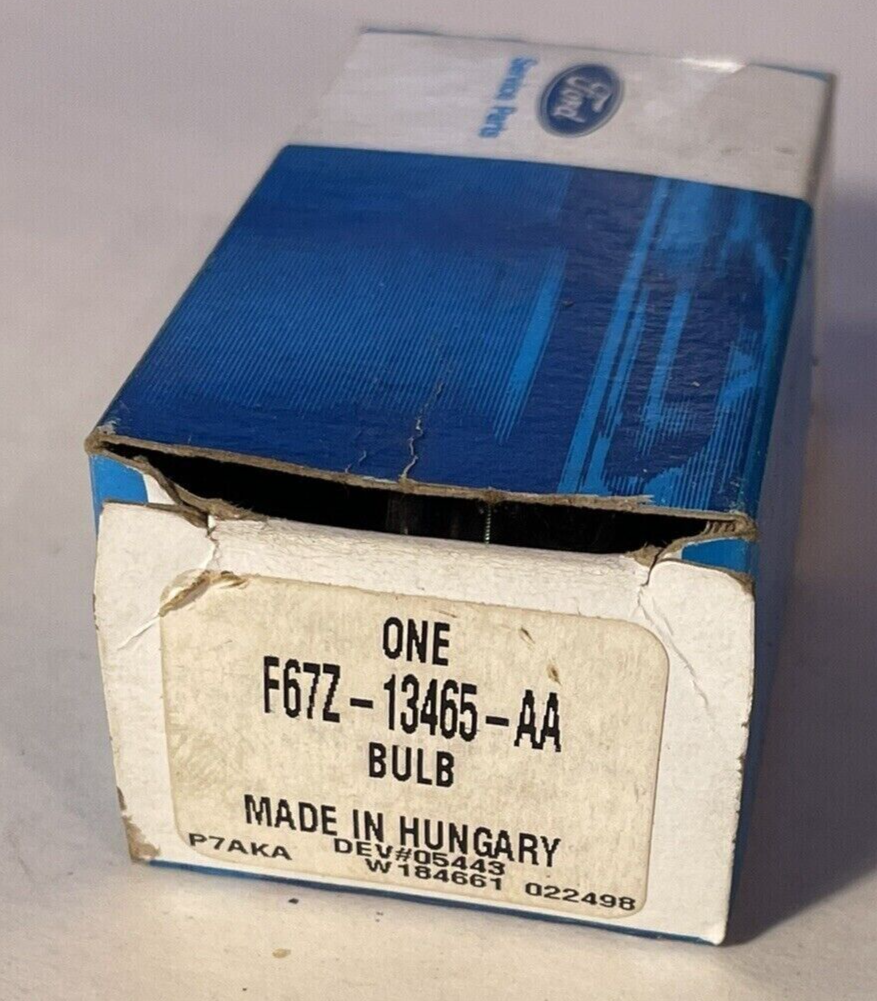 Ford
Service Parts
ONE
F67Z-13465-AA
BULB
MADE IN HUNGARY
P7AKA DEV#05443
W184661 022498